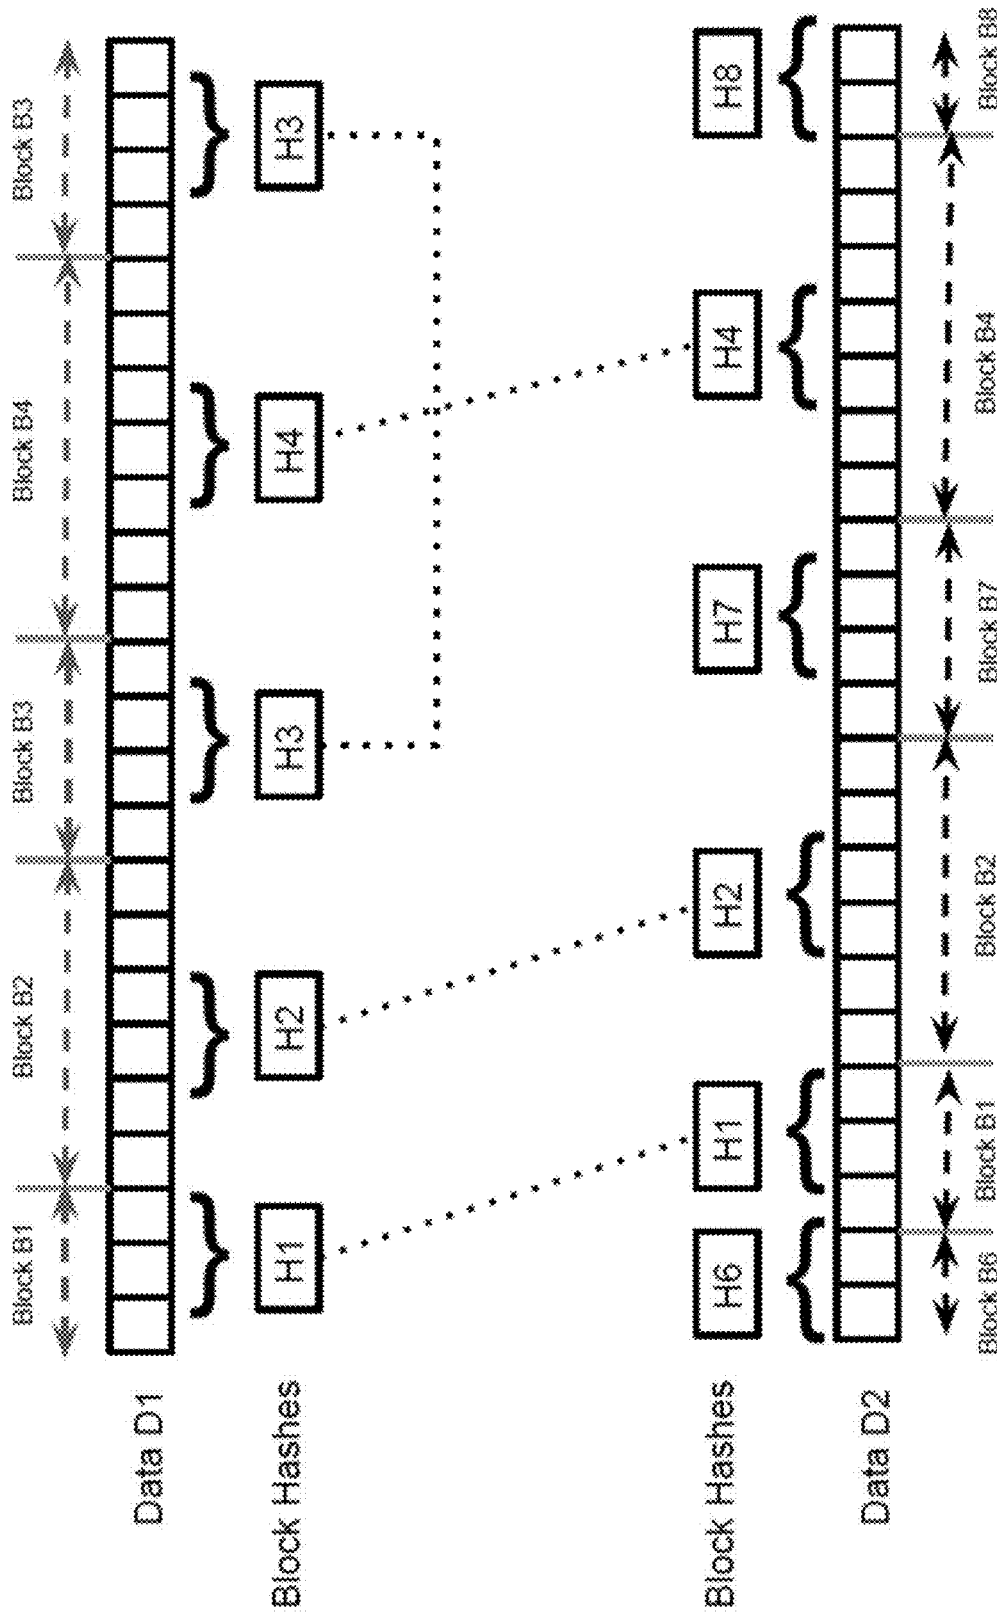 Block B1
Block B2
Block B3
Block B4
Block B3
Data D1
Block Hashes
H1
H2
H3
H4
H3
Block Hashes
H6
H1
H2
H7
H4
H8
Data D2
Block B6
Block B1
Block B2
Block B7
Block B4
Block B8